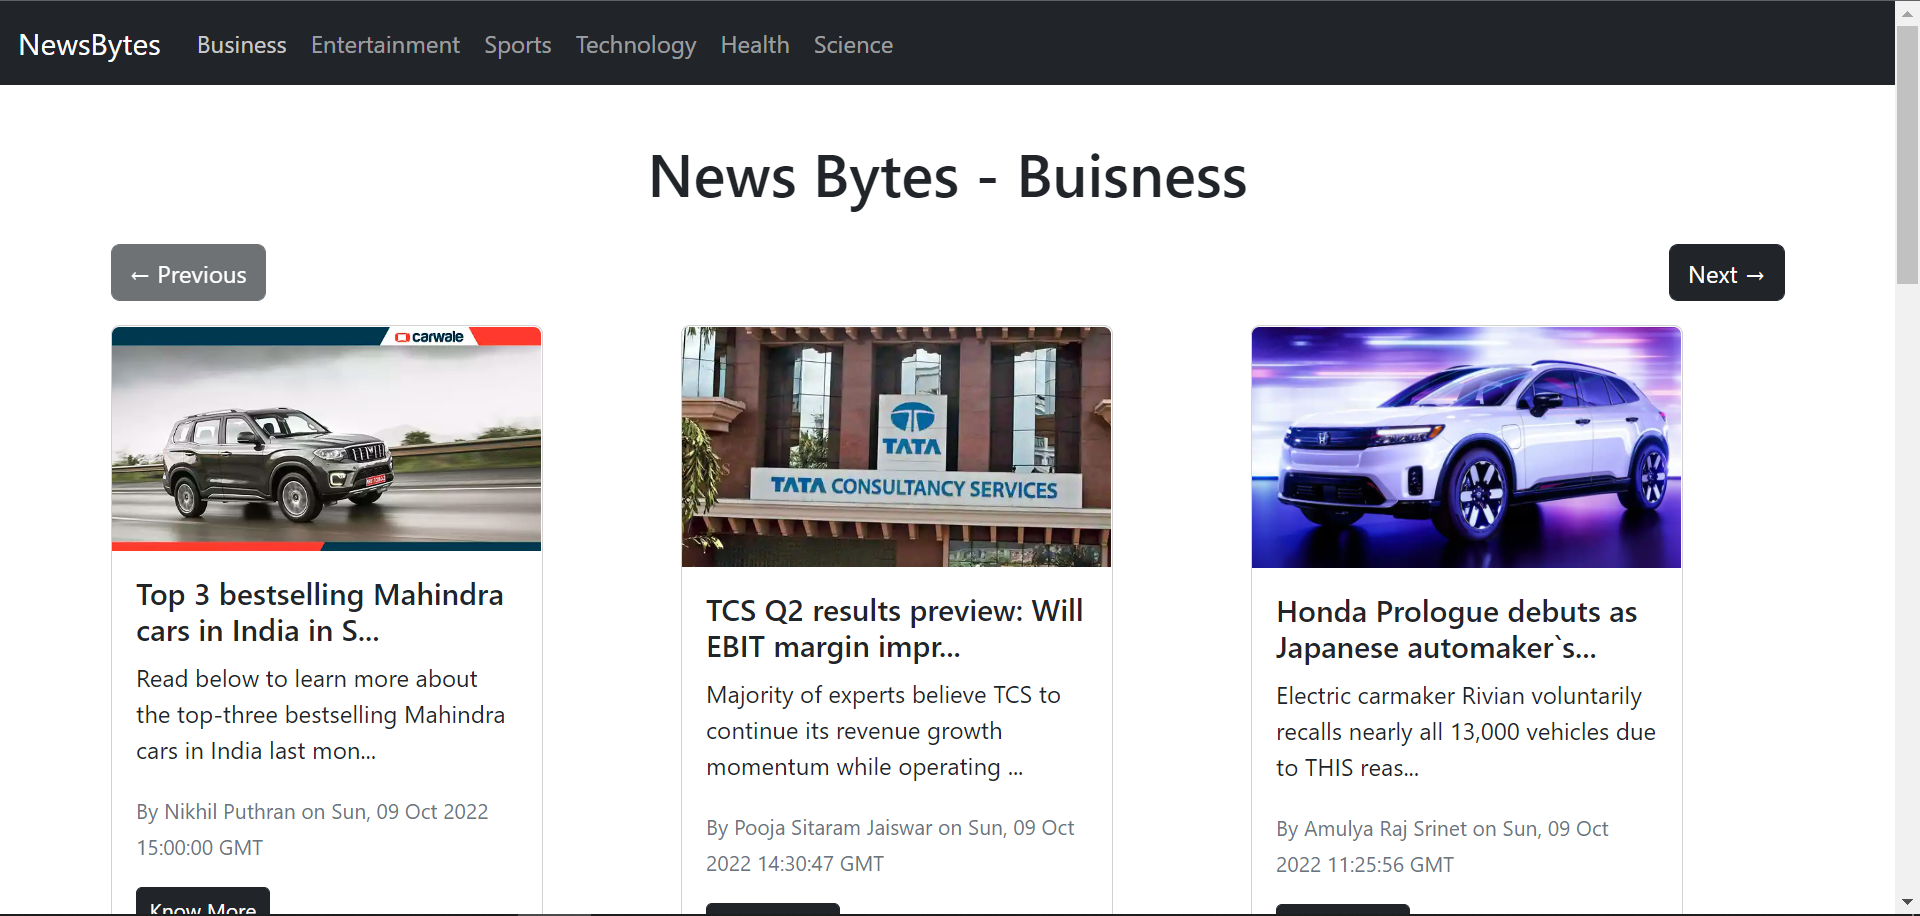 NewsBytes Business Entertainment Sports Technology Health Science
News Bytes - Buisness
← Previous
Next →
carwale
TATA
TATA CONSULTANCY SERVICES
Top 3 bestselling Mahindra
cars in India in S...
Read below to learn more about
the top-three bestselling Mahindra
cars in India last mon...
By Nikhil Puthran on Sun, 09 Oct 2022
15:00:00 GMT
Know More
TCS Q2 results preview: Will
EBIT margin impr...
Majority of experts believe TCS to
continue its revenue growth
momentum while operating ...
By Pooja Sitaram Jaiswar on Sun, 09 Oct
2022 14:30:47 GMT
Honda Prologue debuts as
Japanese automaker`s...
Electric carmaker Rivian voluntarily
recalls nearly all 13,000 vehicles due
to THIS reas...
By Amulya Raj Srinet on Sun, 09 Oct
2022 11:25:56 GMT